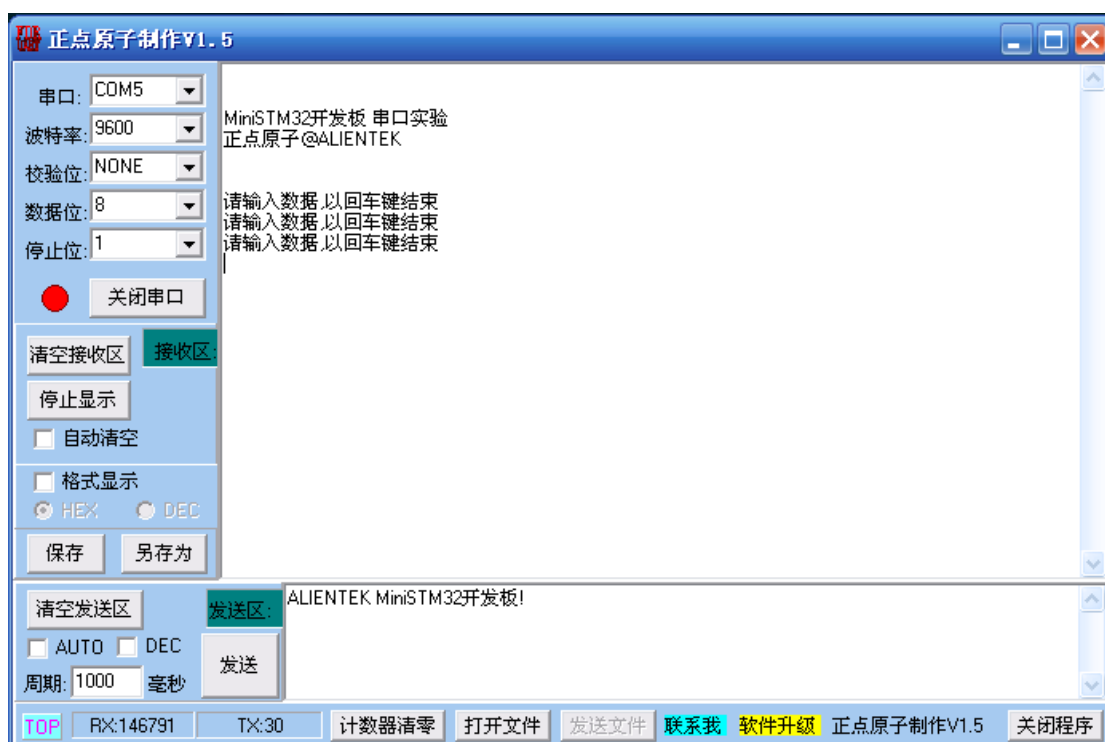 正点原子制作V1.5
串口: COM5
波特率: 9600
校验位: NONE
数据位: 8
停止位: 1
关闭串口
清空接收区 接收区:
停止显示
自动清空
格式显示
HEX DEC
保存 另存为
MiniSTM32开发板 串口实验
正点原子@ALIENTEK
请输入数据,以回车键结束
请输入数据,以回车键结束
请输入数据,以回车键结束
清空发送区 发送区:
ALIENTEK MiniSTM32开发板!
AUTO DEC
发送
周期: 1000 毫秒
TOP RX:146791 TX:30 计数器清零 打开文件 发送文件 联系我 软件升级 正点原子制作V1.5 关闭程序